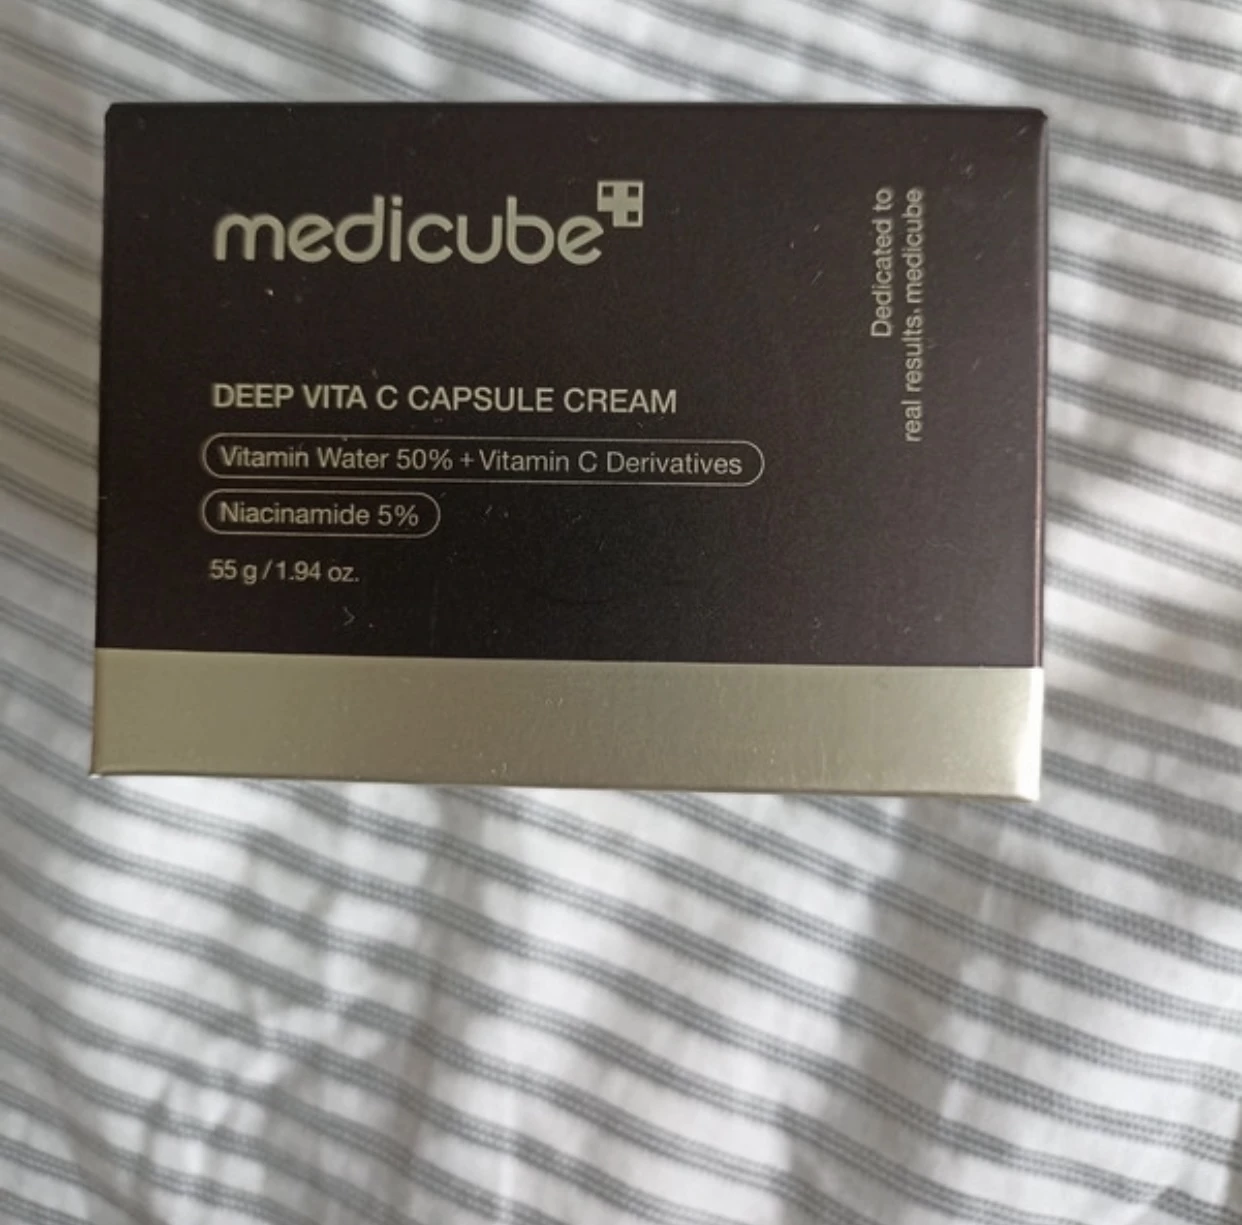 medicube
DEEP VITA C CAPSULE CREAM
Vitamin Water 50% + Vitamin C Derivatives
Niacinamide 5%
55 g / 1.94 oz.
Dedicated to
real results. medicube